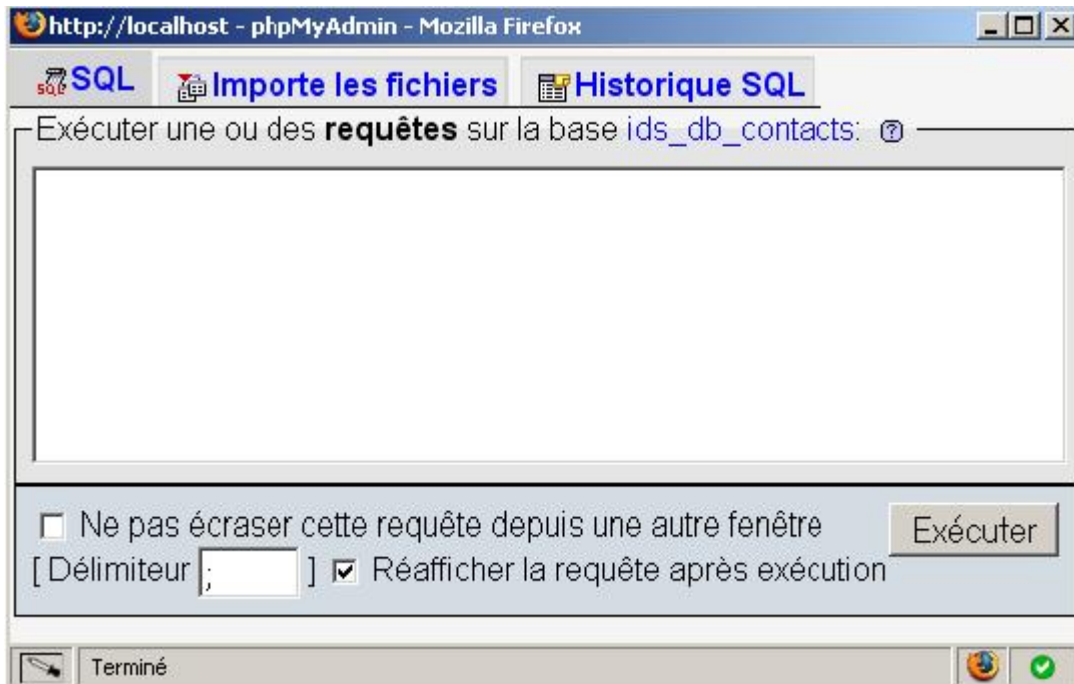 http://localhost - phpMyAdmin - Mozilla Firefox
SQL Importe les fichiers Historique SQL
Exécuter une ou des requêtes sur la base ids_db_contacts:
Ne pas écraser cette requête depuis une autre fenêtre
Exécuter
[ Délimiteur ; ] Réafficher la requête après exécution
Terminé